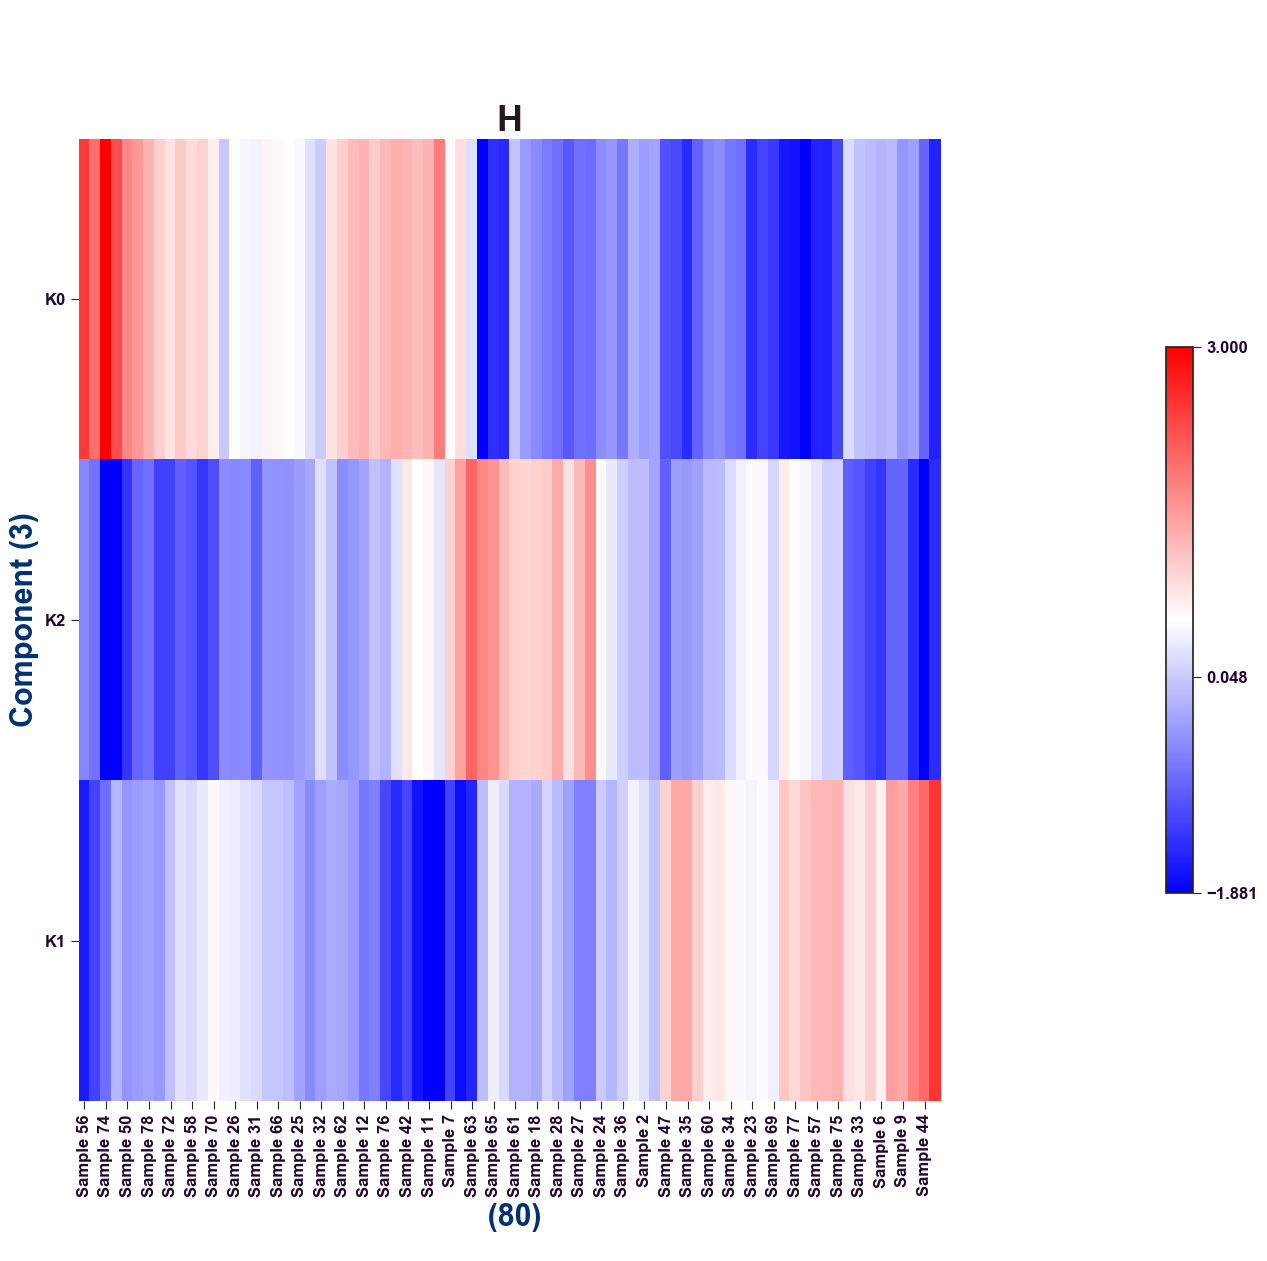 H
Component (3)
K0
K2
K1
3.000
0.048
−1.881
Sample 56
Sample 74
Sample 50
Sample 78
Sample 72
Sample 58
Sample 70
Sample 26
Sample 31
Sample 66
Sample 25
Sample 32
Sample 62
Sample 12
Sample 76
Sample 42
Sample 11
Sample 7
Sample 63
Sample 65
Sample 61
Sample 18
Sample 28
Sample 27
Sample 24
Sample 36
Sample 2
Sample 47
Sample 35
Sample 60
Sample 34
Sample 23
Sample 69
Sample 77
Sample 57
Sample 75
Sample 33
Sample 6
Sample 9
Sample 44
(80)